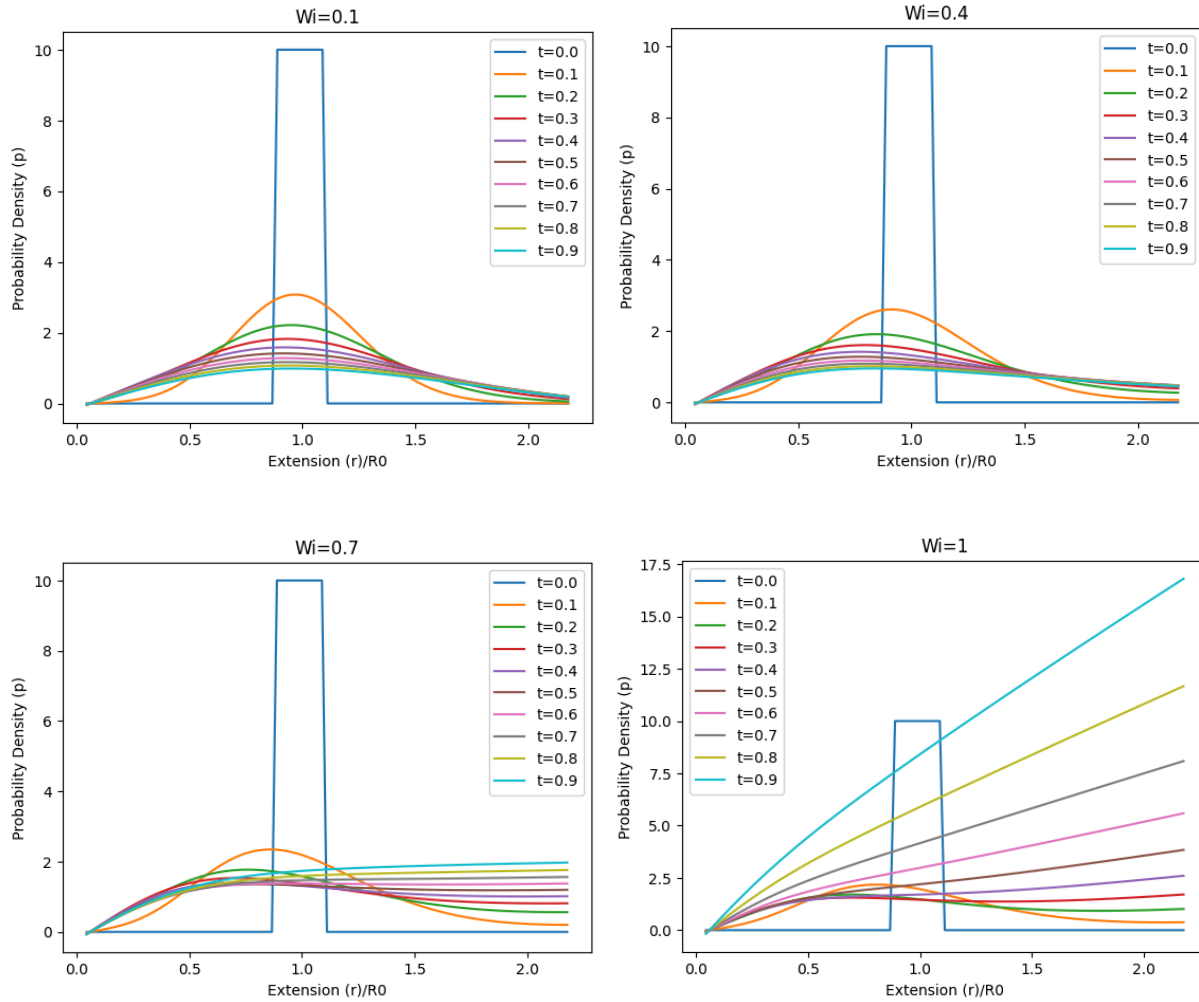 Wi=0.1
Probability Density (p)
10
8
6
4
2
0
0.0 0.5 1.0 1.5 2.0
Extension (r)/R0
t=0.0
t=0.1
t=0.2
t=0.3
t=0.4
t=0.5
t=0.6
t=0.7
t=0.8
t=0.9
Wi=0.4
Probability Density (p)
10
8
6
4
2
0
0.0 0.5 1.0 1.5 2.0
Extension (r)/R0
t=0.0
t=0.1
t=0.2
t=0.3
t=0.4
t=0.5
t=0.6
t=0.7
t=0.8
t=0.9
Wi=0.7
Probability Density (p)
10
8
6
4
2
0
0.0 0.5 1.0 1.5 2.0
Extension (r)/R0
t=0.0
t=0.1
t=0.2
t=0.3
t=0.4
t=0.5
t=0.6
t=0.7
t=0.8
t=0.9
Wi=1
Probability Density (p)
17.5
15.0
12.5
10.0
7.5
5.0
2.5
0.0
0.0 0.5 1.0 1.5 2.0
Extension (r)/R0
t=0.0
t=0.1
t=0.2
t=0.3
t=0.4
t=0.5
t=0.6
t=0.7
t=0.8
t=0.9